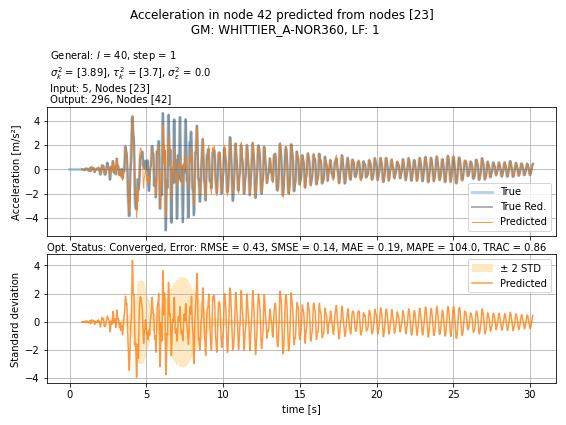 Acceleration in node 42 predicted from nodes [23]
GM: WHITTIER_A-NOR360, LF: 1
General: l = 40, step = 1
σ²ₖ = [3.89], τ²ₖ = [3.7], σ²ε = 0.0
Input: 5, Nodes [23]
Output: 296, Nodes [42]
Acceleration [m/s²]
4
2
0
−2
−4
True
True Red.
Predicted
Opt. Status: Converged, Error: RMSE = 0.43, SMSE = 0.14, MAE = 0.19, MAPE = 104.0, TRAC = 0.86
Standard deviation
4
2
0
−2
−4
± 2 STD
Predicted
0 5 10 15 20 25 30
time [s]